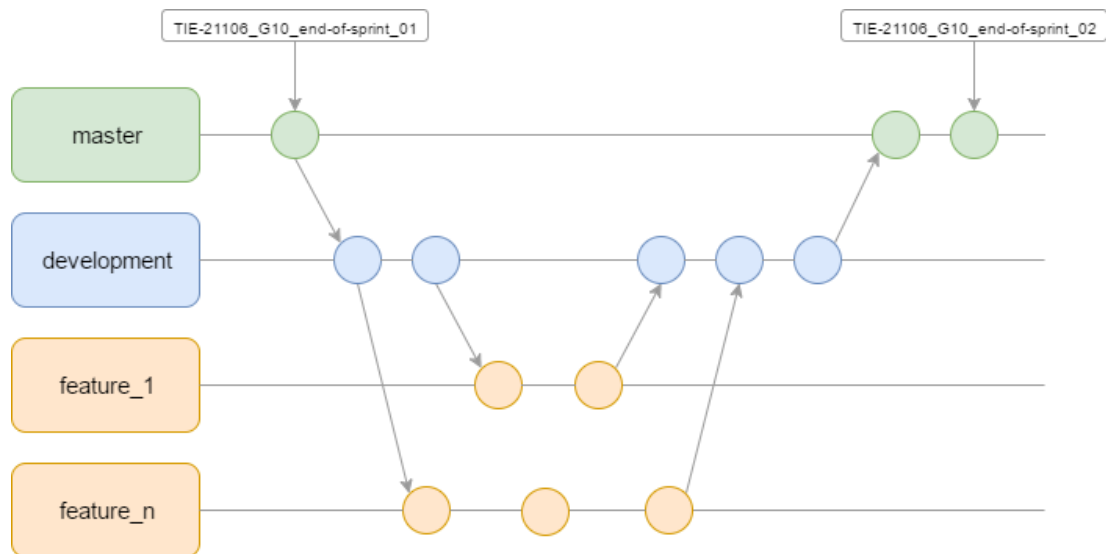 TIE-21106_G10_end-of-sprint_01
TIE-21106_G10_end-of-sprint_02
master
development
feature_1
feature_n